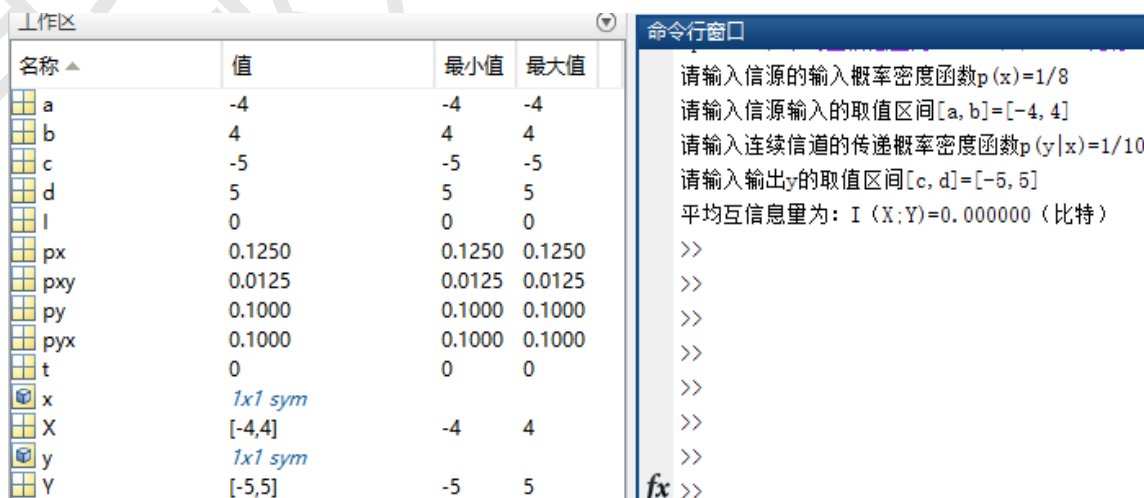 工作区
名称 值 最小值 最大值
a -4 -4 -4
b 4 4 4
c -5 -5 -5
d 5 5 5
I 0 0 0
px 0.1250 0.1250 0.1250
pxy 0.0125 0.0125 0.0125
py 0.1000 0.1000 0.1000
pyx 0.1000 0.1000 0.1000
t 0 0 0
x 1x1 sym
X [-4,4] -4 4
y 1x1 sym
Y [-5,5] -5 5
命令行窗口
请输入信源的输入概率密度函数p(x)=1/8
请输入信源输入的取值区间[a,b]=[-4,4]
请输入连续信道的传递概率密度函数p(y|x)=1/10
请输入输出y的取值区间[c,d]=[-5,5]
平均互信息量为: I (X;Y)=0.000000 (比特)
>>
>>
>>
>>
>>
>>
>>
fx >>